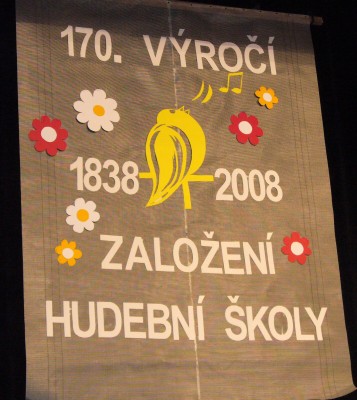 170. VÝROČÍ
1838 2008
ZALOŽENÍ
HUDEBNÍ ŠKOLY